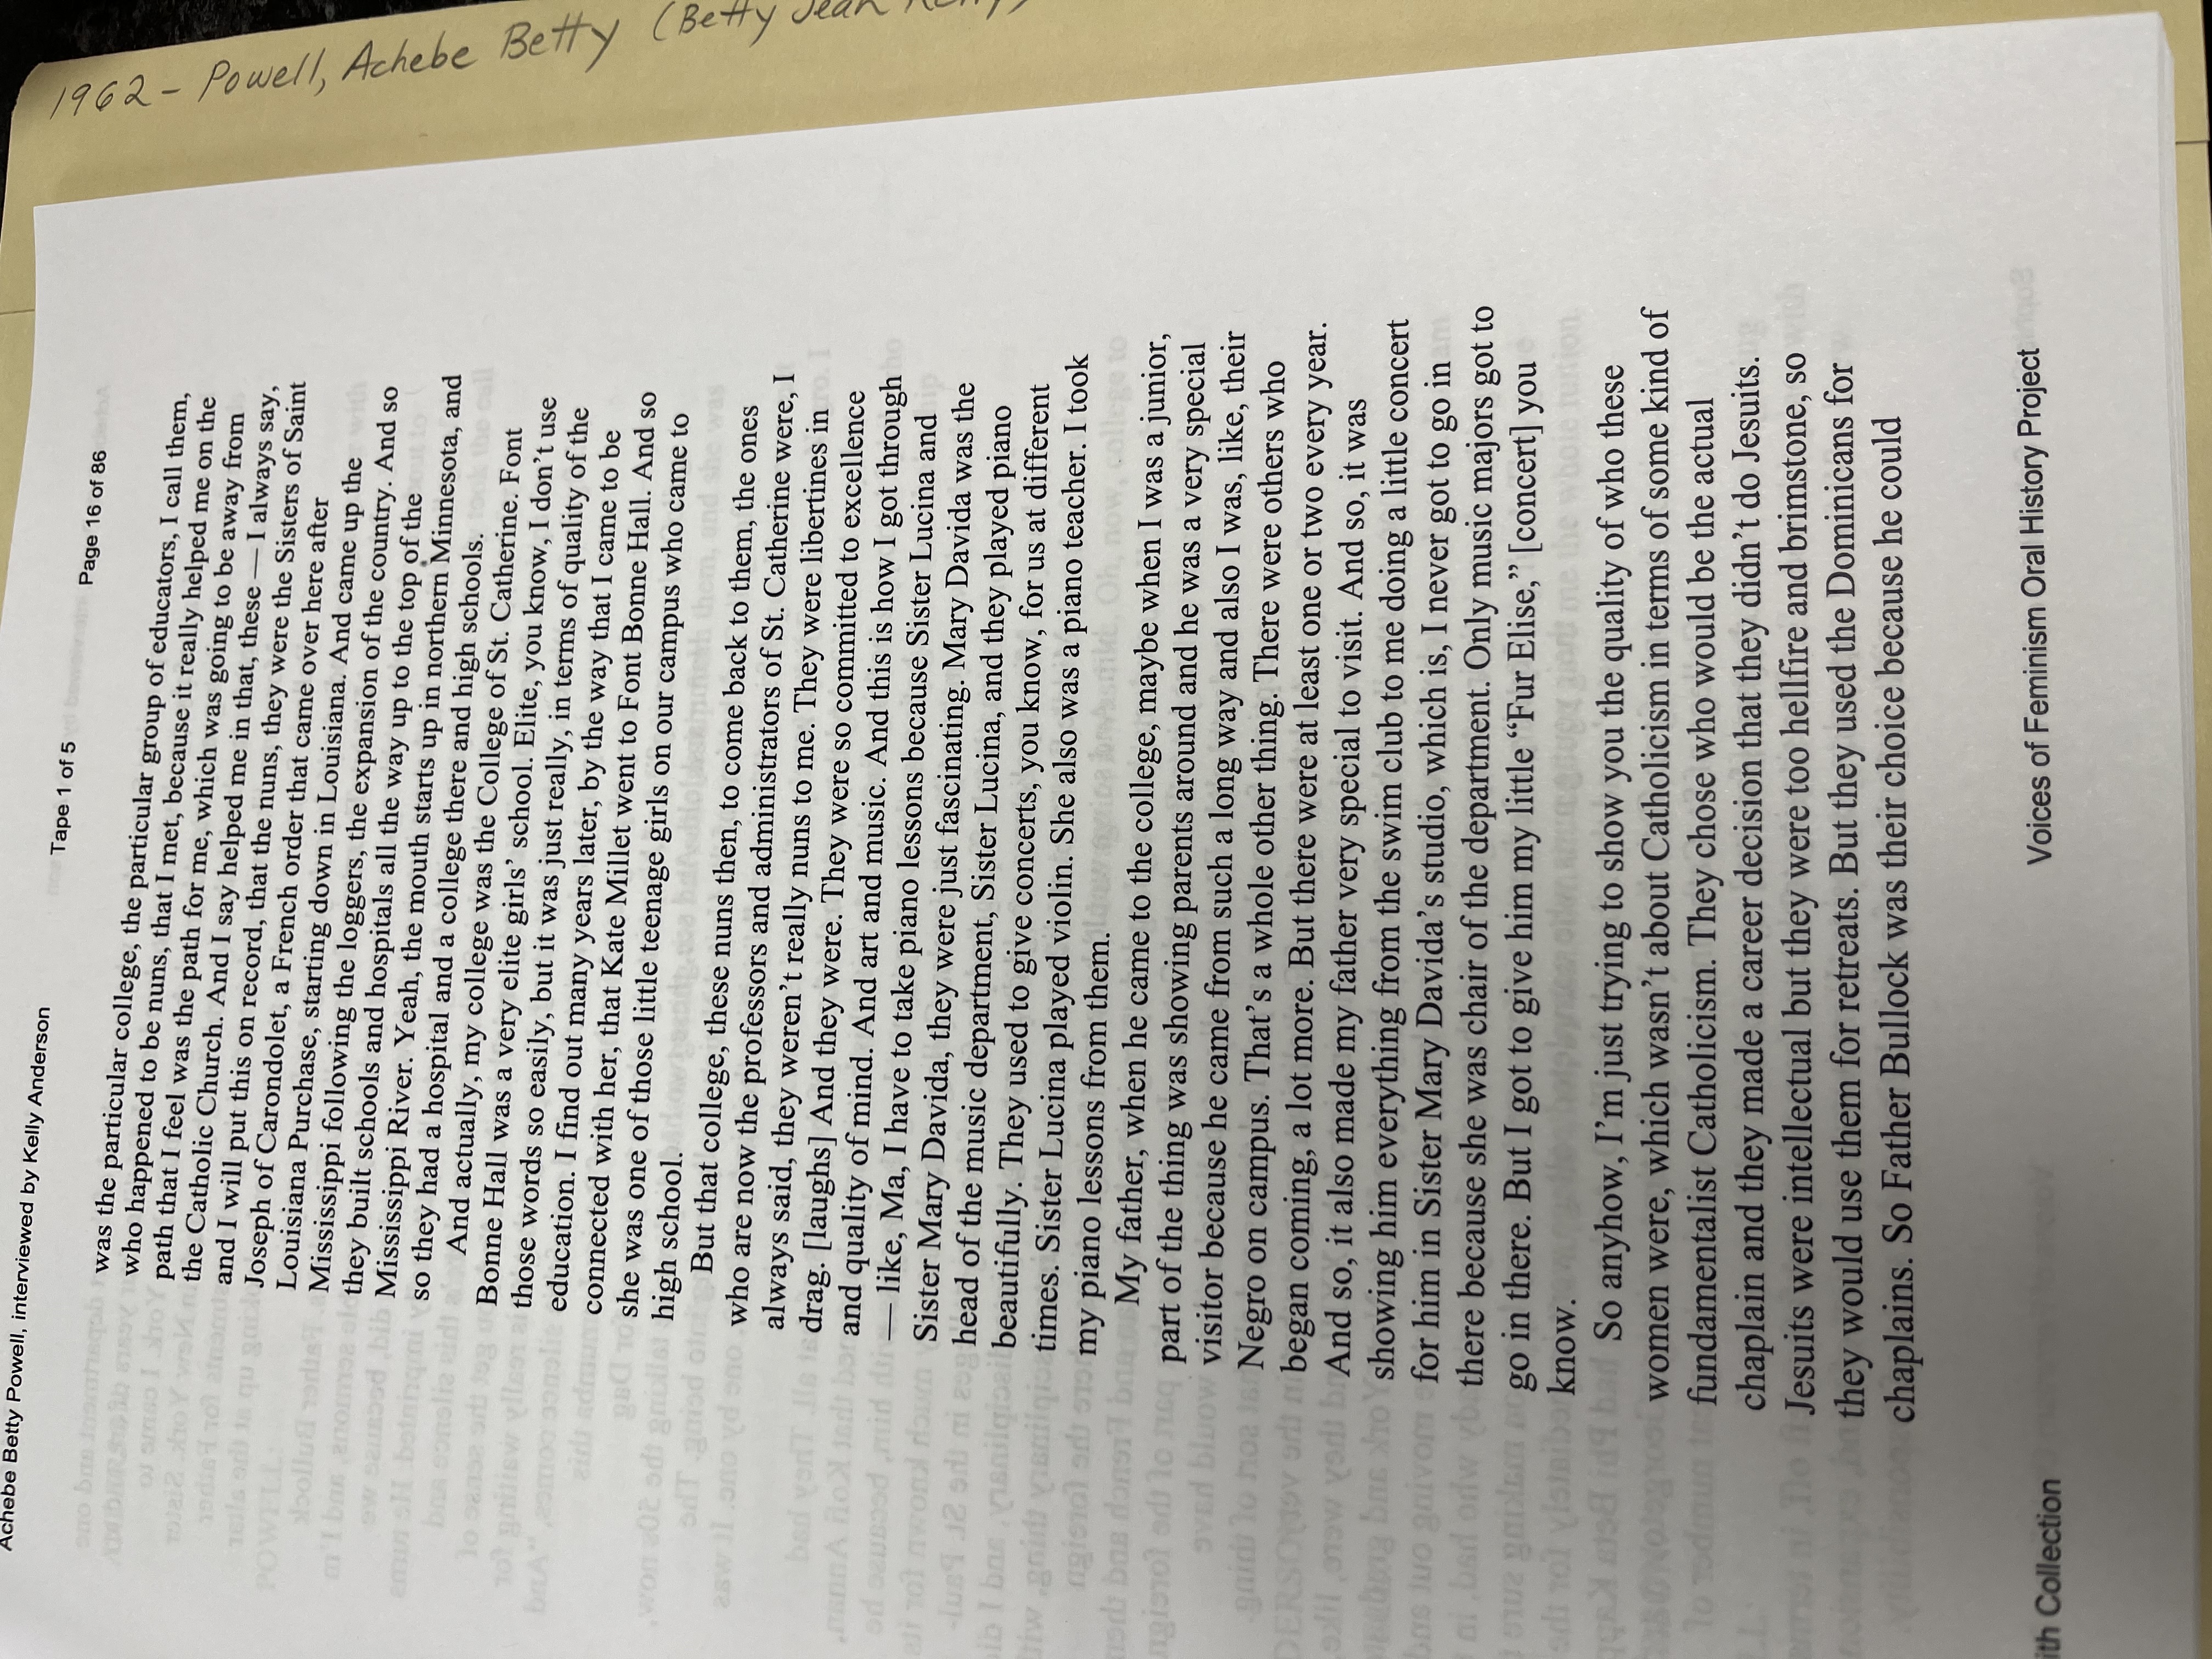 Achebe Betty Powell, interviewed by Kelly Anderson
Tape 1 of 5
Page 16 of 86
was the particular college, the particular group of educators, I call them,
who happened to be nuns, that I met, because it really helped me on the
path that I feel was the path for me, which was going to be away from
the Catholic Church. And I say helped me in that, these — I always say,
and I will put this on record, that the nuns, they were the Sisters of Saint
Joseph of Carondolet, a French order that came over here after
Louisiana Purchase, starting down in Louisiana. And came up the
Mississippi following the loggers, the expansion of the country. And so
they built schools and hospitals all the way up to the top of the
Mississippi River. Yeah, the mouth starts up in northern Minnesota, and
so they had a hospital and a college there and high schools.
And actually, my college was the College of St. Catherine. Font
Bonne Hall was a very elite girls’ school. Elite, you know, I don’t use
those words so easily, but it was just really, in terms of quality of the
education. I find out many years later, by the way that I came to be
connected with her, that Kate Millet went to Font Bonne Hall. And so
she was one of those little teenage girls on our campus who came to
high school.
But that college, these nuns then, to come back to them, the ones
who are now the professors and administrators of St. Catherine were, I
always said, they weren’t really nuns to me. They were libertines in
drag. [laughs] And they were. They were so committed to excellence
and quality of mind. And art and music. And this is how I got through
— like, Ma, I have to take piano lessons because Sister Lucina and
Sister Mary Davida, they were just fascinating. Mary Davida was the
head of the music department, Sister Lucina, and they played piano
beautifully. They used to give concerts, you know, for us at different
times. Sister Lucina played violin. She also was a piano teacher. I took
my piano lessons from them.
My father, when he came to the college, maybe when I was a junior,
part of the thing was showing parents around and he was a very special
visitor because he came from such a long way and also I was, like, their
Negro on campus. That’s a whole other thing. There were others who
began coming, a lot more. But there were at least one or two every year.
And so, it also made my father very special to visit. And so, it was
showing him everything from the swim club to me doing a little concert
for him in Sister Mary Davida’s studio, which is, I never got to go in
there because she was chair of the department. Only music majors got to
go in there. But I got to give him my little “Fur Elise,” [concert] you
know.
So anyhow, I’m just trying to show you the quality of who these
women were, which wasn’t about Catholicism in terms of some kind of
fundamentalist Catholicism. They chose who would be the actual
chaplain and they made a career decision that they didn’t do Jesuits.
Jesuits were intellectual but they were too hellfire and brimstone, so
they would use them for retreats. But they used the Dominicans for
chaplains. So Father Bullock was their choice because he could
ith Collection
Voices of Feminism Oral History Project
1962 - Powell, Achebe Betty (Betty Jean